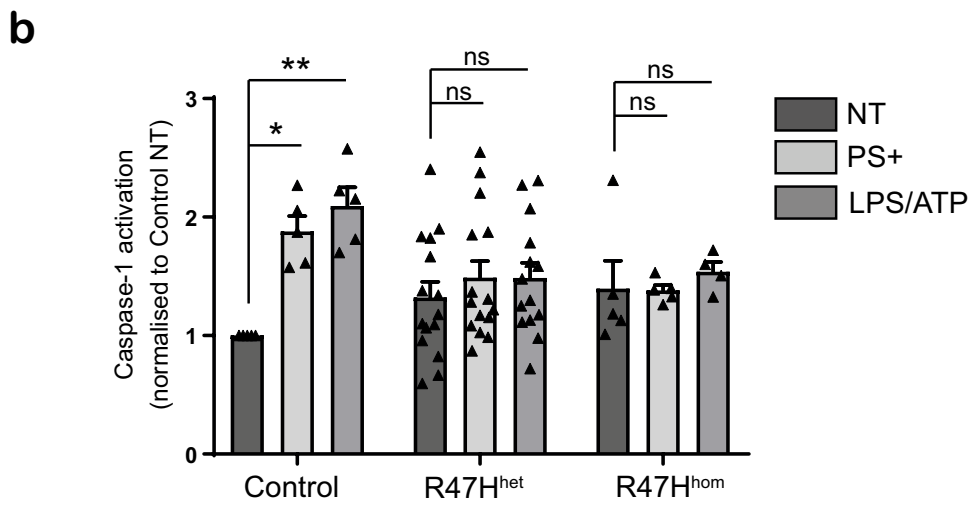 b
**
*
ns
ns
ns
ns
3
2
1
0
Caspase-1 activation
(normalised to Control NT)
NT
PS+
LPS/ATP
Control
R47Hhet
R47Hhom